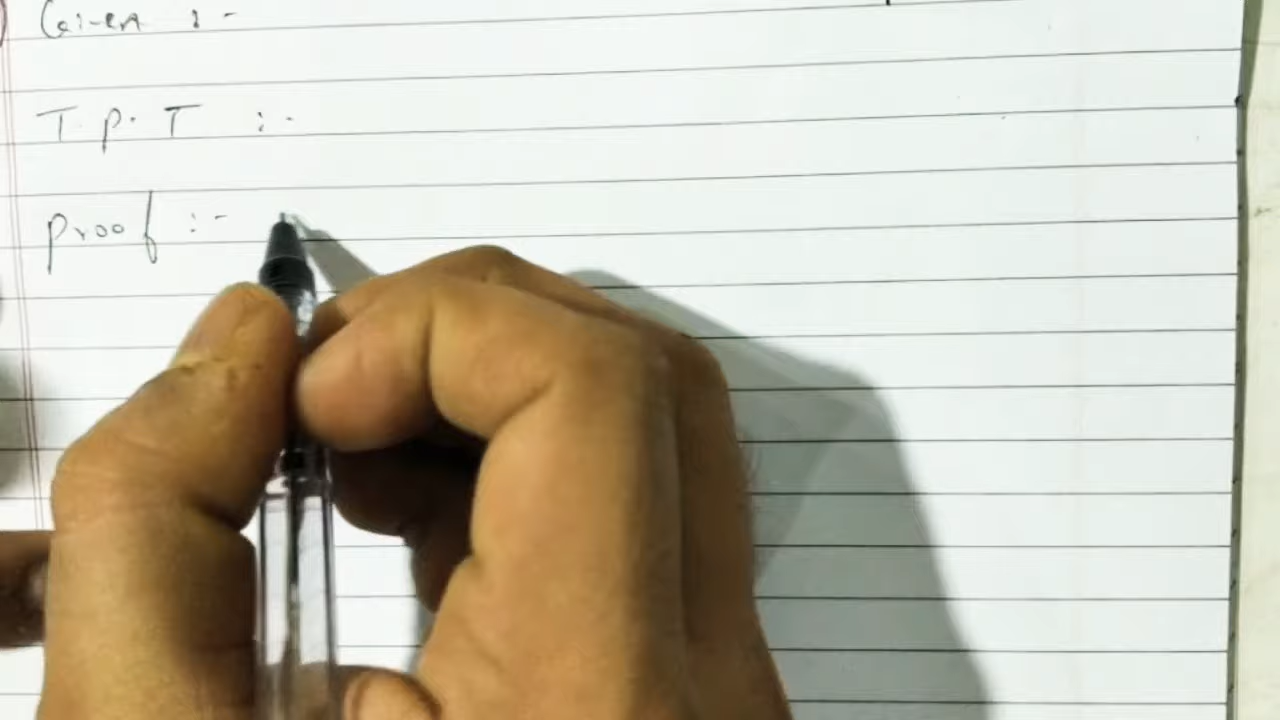 Given :-
T.P.T :-
Proof :-